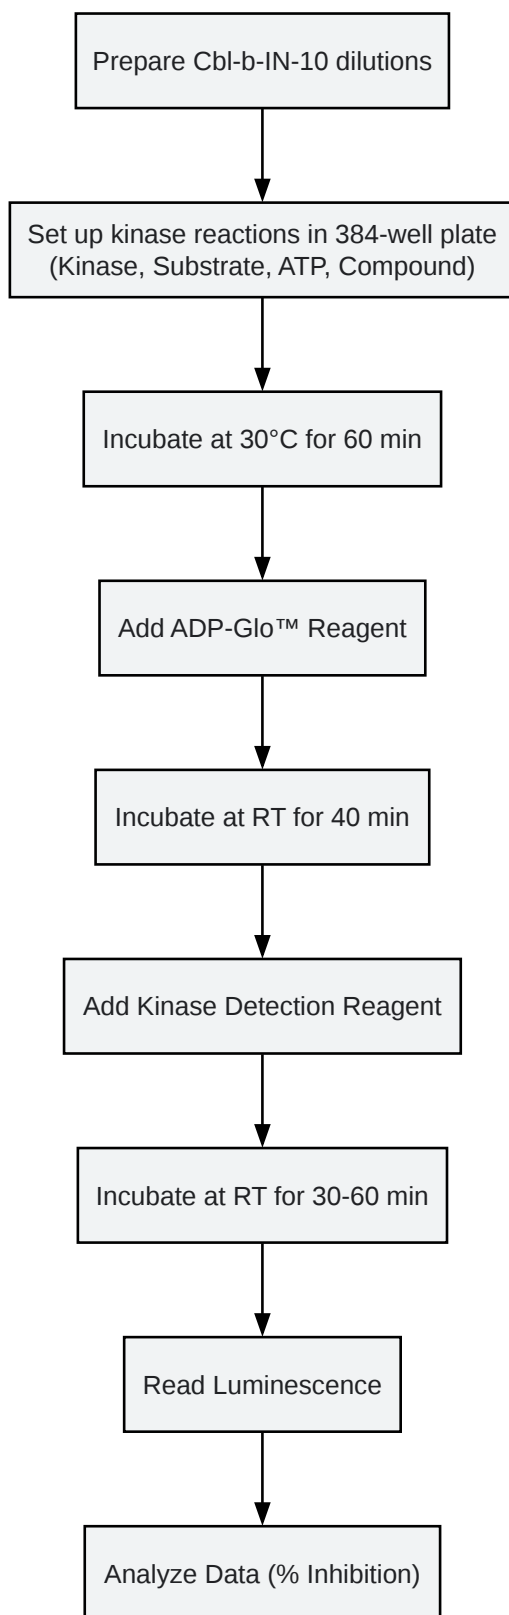 Prepare Cbl-b-IN-10 dilutions
Set up kinase reactions in 384-well plate
(Kinase, Substrate, ATP, Compound)
Incubate at 30°C for 60 min
Add ADP-Glo™ Reagent
Incubate at RT for 40 min
Add Kinase Detection Reagent
Incubate at RT for 30-60 min
Read Luminescence
Analyze Data (% Inhibition)